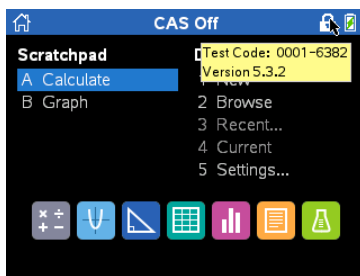 CAS Off
Scratchpad
A Calculate
B Graph
Test Code: 0001-6382
Version 5.3.2
1 New
2 Browse
3 Recent...
4 Current
5 Settings...